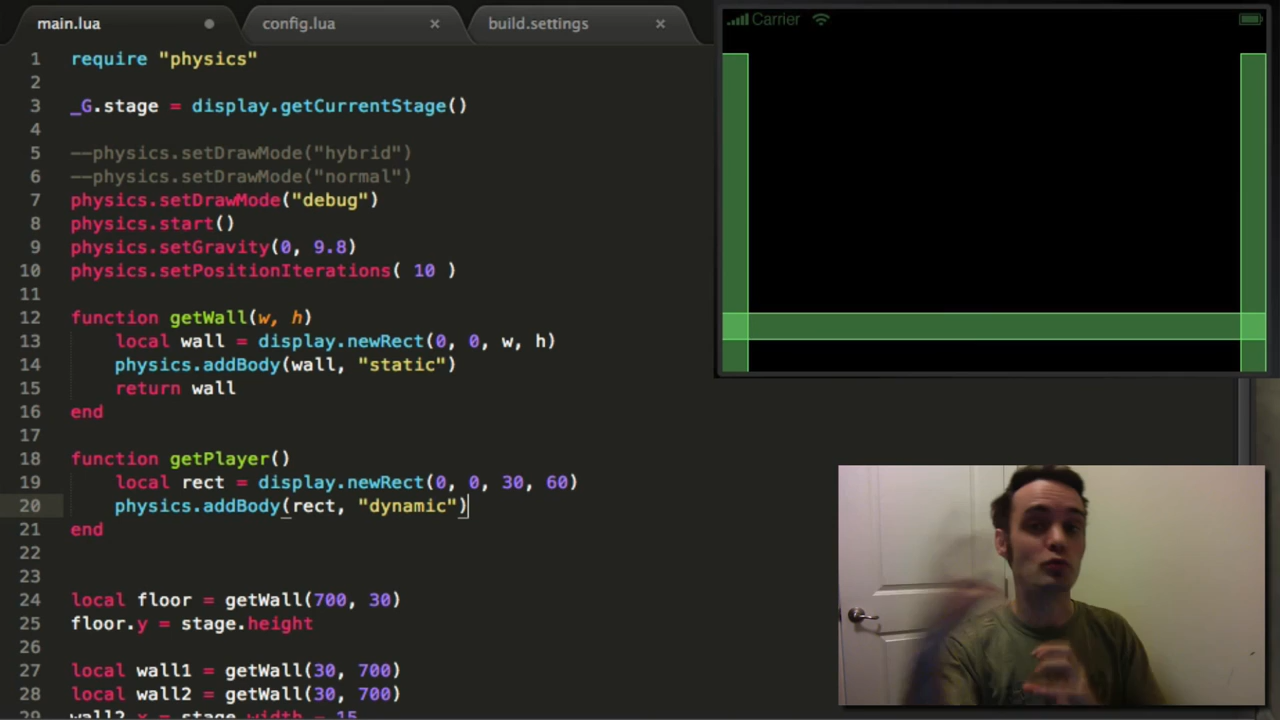 main.lua
config.lua ×
build.settings ×
Carrier
1 require "physics"
2
3 _G.stage = display.getCurrentStage()
4
5 --physics.setDrawMode("hybrid")
6 --physics.setDrawMode("normal")
7 physics.setDrawMode("debug")
8 physics.start()
9 physics.setGravity(0, 9.8)
10 physics.setPositionIterations( 10 )
11
12 function getWall(w, h)
13 local wall = display.newRect(0, 0, w, h)
14 physics.addBody(wall, "static")
15 return wall
16 end
17
18 function getPlayer()
19 local rect = display.newRect(0, 0, 30, 60)
20 physics.addBody(rect, "dynamic")
21 end
22
23
24 local floor = getWall(700, 30)
25 floor.y = stage.height
26
27 local wall1 = getWall(30, 700)
28 local wall2 = getWall(30, 700)
29 wall2.x = stage.width - 15